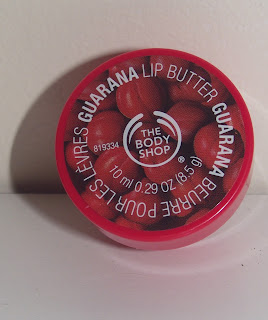 GUARANA LIP BUTTER GUARANA BEURRE POUR LES LÈVRES
THE
BODY
SHOP
®
819334
10 ml 0.29 OZ (8.5 g)